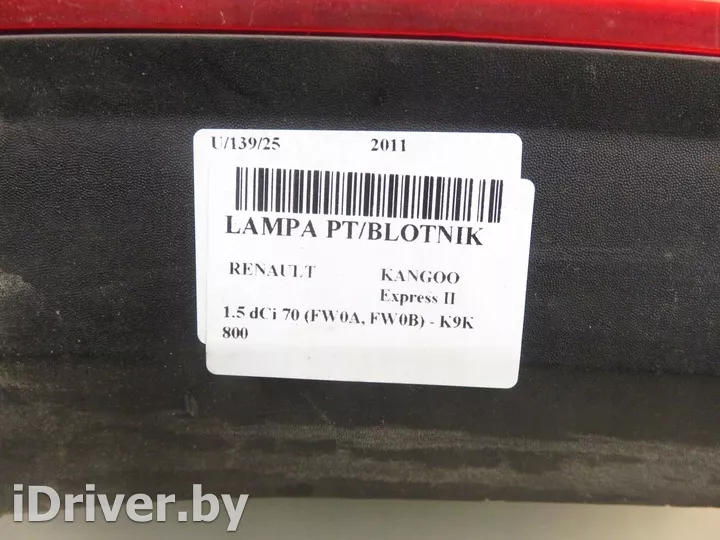 U/139/25 2011
LAMPA PT/BLOTNIK
RENAULT KANGOO
Express II
1.5 dCi 70 (FW0A, FW0B) - K9K
800
iDriver.by